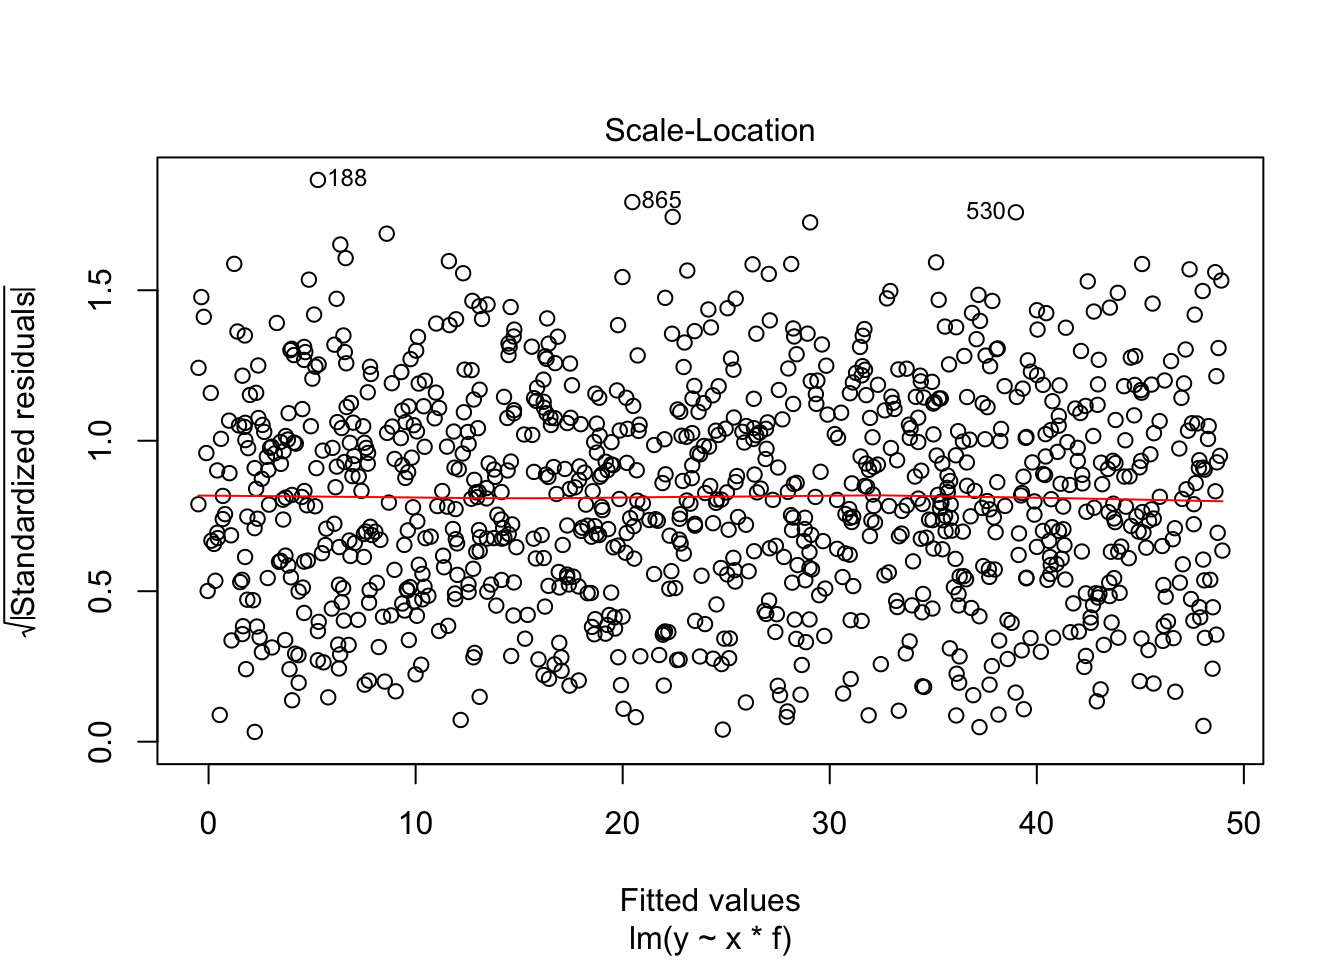 Scale-Location
188
865
530
√|Standardized residuals|
1.5
1.0
0.5
0.0
0 10 20 30 40 50
Fitted values
lm(y ~ x * f)